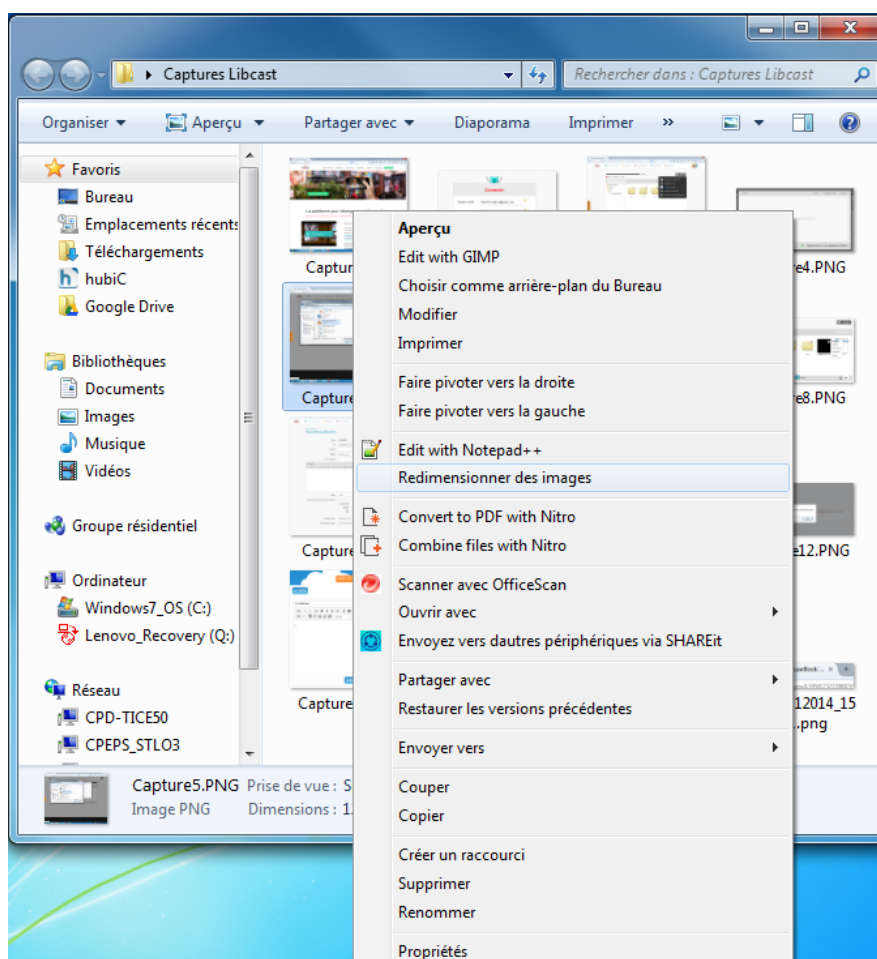 Captures Libcast
Rechercher dans : Captures Libcast
Organiser
Aperçu
Partager avec
Diaporama
Imprimer
»
Favoris
Bureau
Emplacements récents
Téléchargements
hubiC
Google Drive
Bibliothèques
Documents
Images
Musique
Vidéos
Groupe résidentiel
Ordinateur
Windows7_OS (C:)
Lenovo_Recovery (Q:)
Réseau
CPD-TICE50
CPEPS_STLO3
Captur
e4.PNG
Capture
e8.PNG
Capture
e12.PNG
Capture
12014_15
.png
Aperçu
Edit with GIMP
Choisir comme arrière-plan du Bureau
Modifier
Imprimer
Faire pivoter vers la droite
Faire pivoter vers la gauche
Edit with Notepad++
Redimensionner des images
Convert to PDF with Nitro
Combine files with Nitro
Scanner avec OfficeScan
Ouvrir avec
Envoyez vers dautres périphériques via SHAREit
Partager avec
Restaurer les versions précédentes
Envoyer vers
Couper
Copier
Créer un raccourci
Supprimer
Renommer
Propriétés
Capture5.PNG Prise de vue : S
Image PNG Dimensions : 1